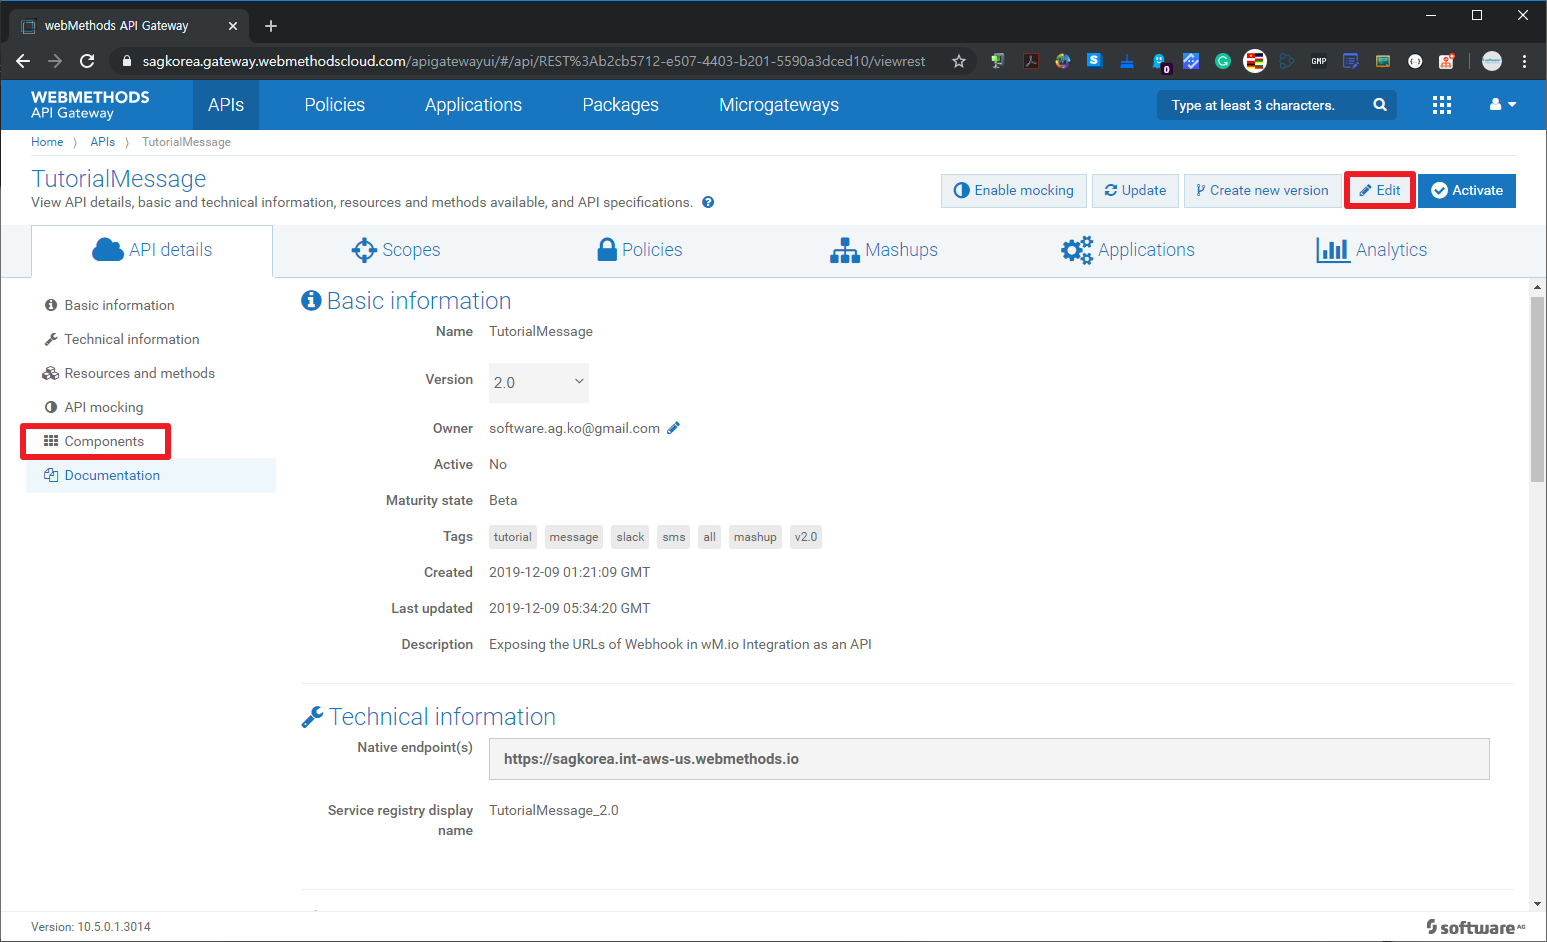 webMethods API Gateway
sagkorea.gateway.webmethodscloud.com/apigatewayui/#/api/REST%3Ab2cb5712-e507-4403-b201-5590a3dced10/viewrest
S
0
G
GMP
WEBMETHODS
API Gateway
APIs
Policies
Applications
Packages
Microgateways
Type at least 3 characters.
Home 〉 APIs 〉 TutorialMessage
TutorialMessage
View API details, basic and technical information, resources and methods available, and API specifications. ?
Enable mocking
Update
Create new version
Edit
Activate
API details
Scopes
Policies
Mashups
Applications
Analytics
Basic information
Technical information
Resources and methods
API mocking
Components
Documentation
Basic information
Name TutorialMessage
Version 2.0
Owner software.ag.ko@gmail.com
Active No
Maturity state Beta
Tags tutorial message slack sms all mashup v2.0
Created 2019-12-09 01:21:09 GMT
Last updated 2019-12-09 05:34:20 GMT
Description Exposing the URLs of Webhook in wM.io Integration as an API
Technical information
Native endpoint(s) https://sagkorea.int-aws-us.webmethods.io
Service registry display TutorialMessage_2.0
name
Version: 10.5.0.1.3014
software AG